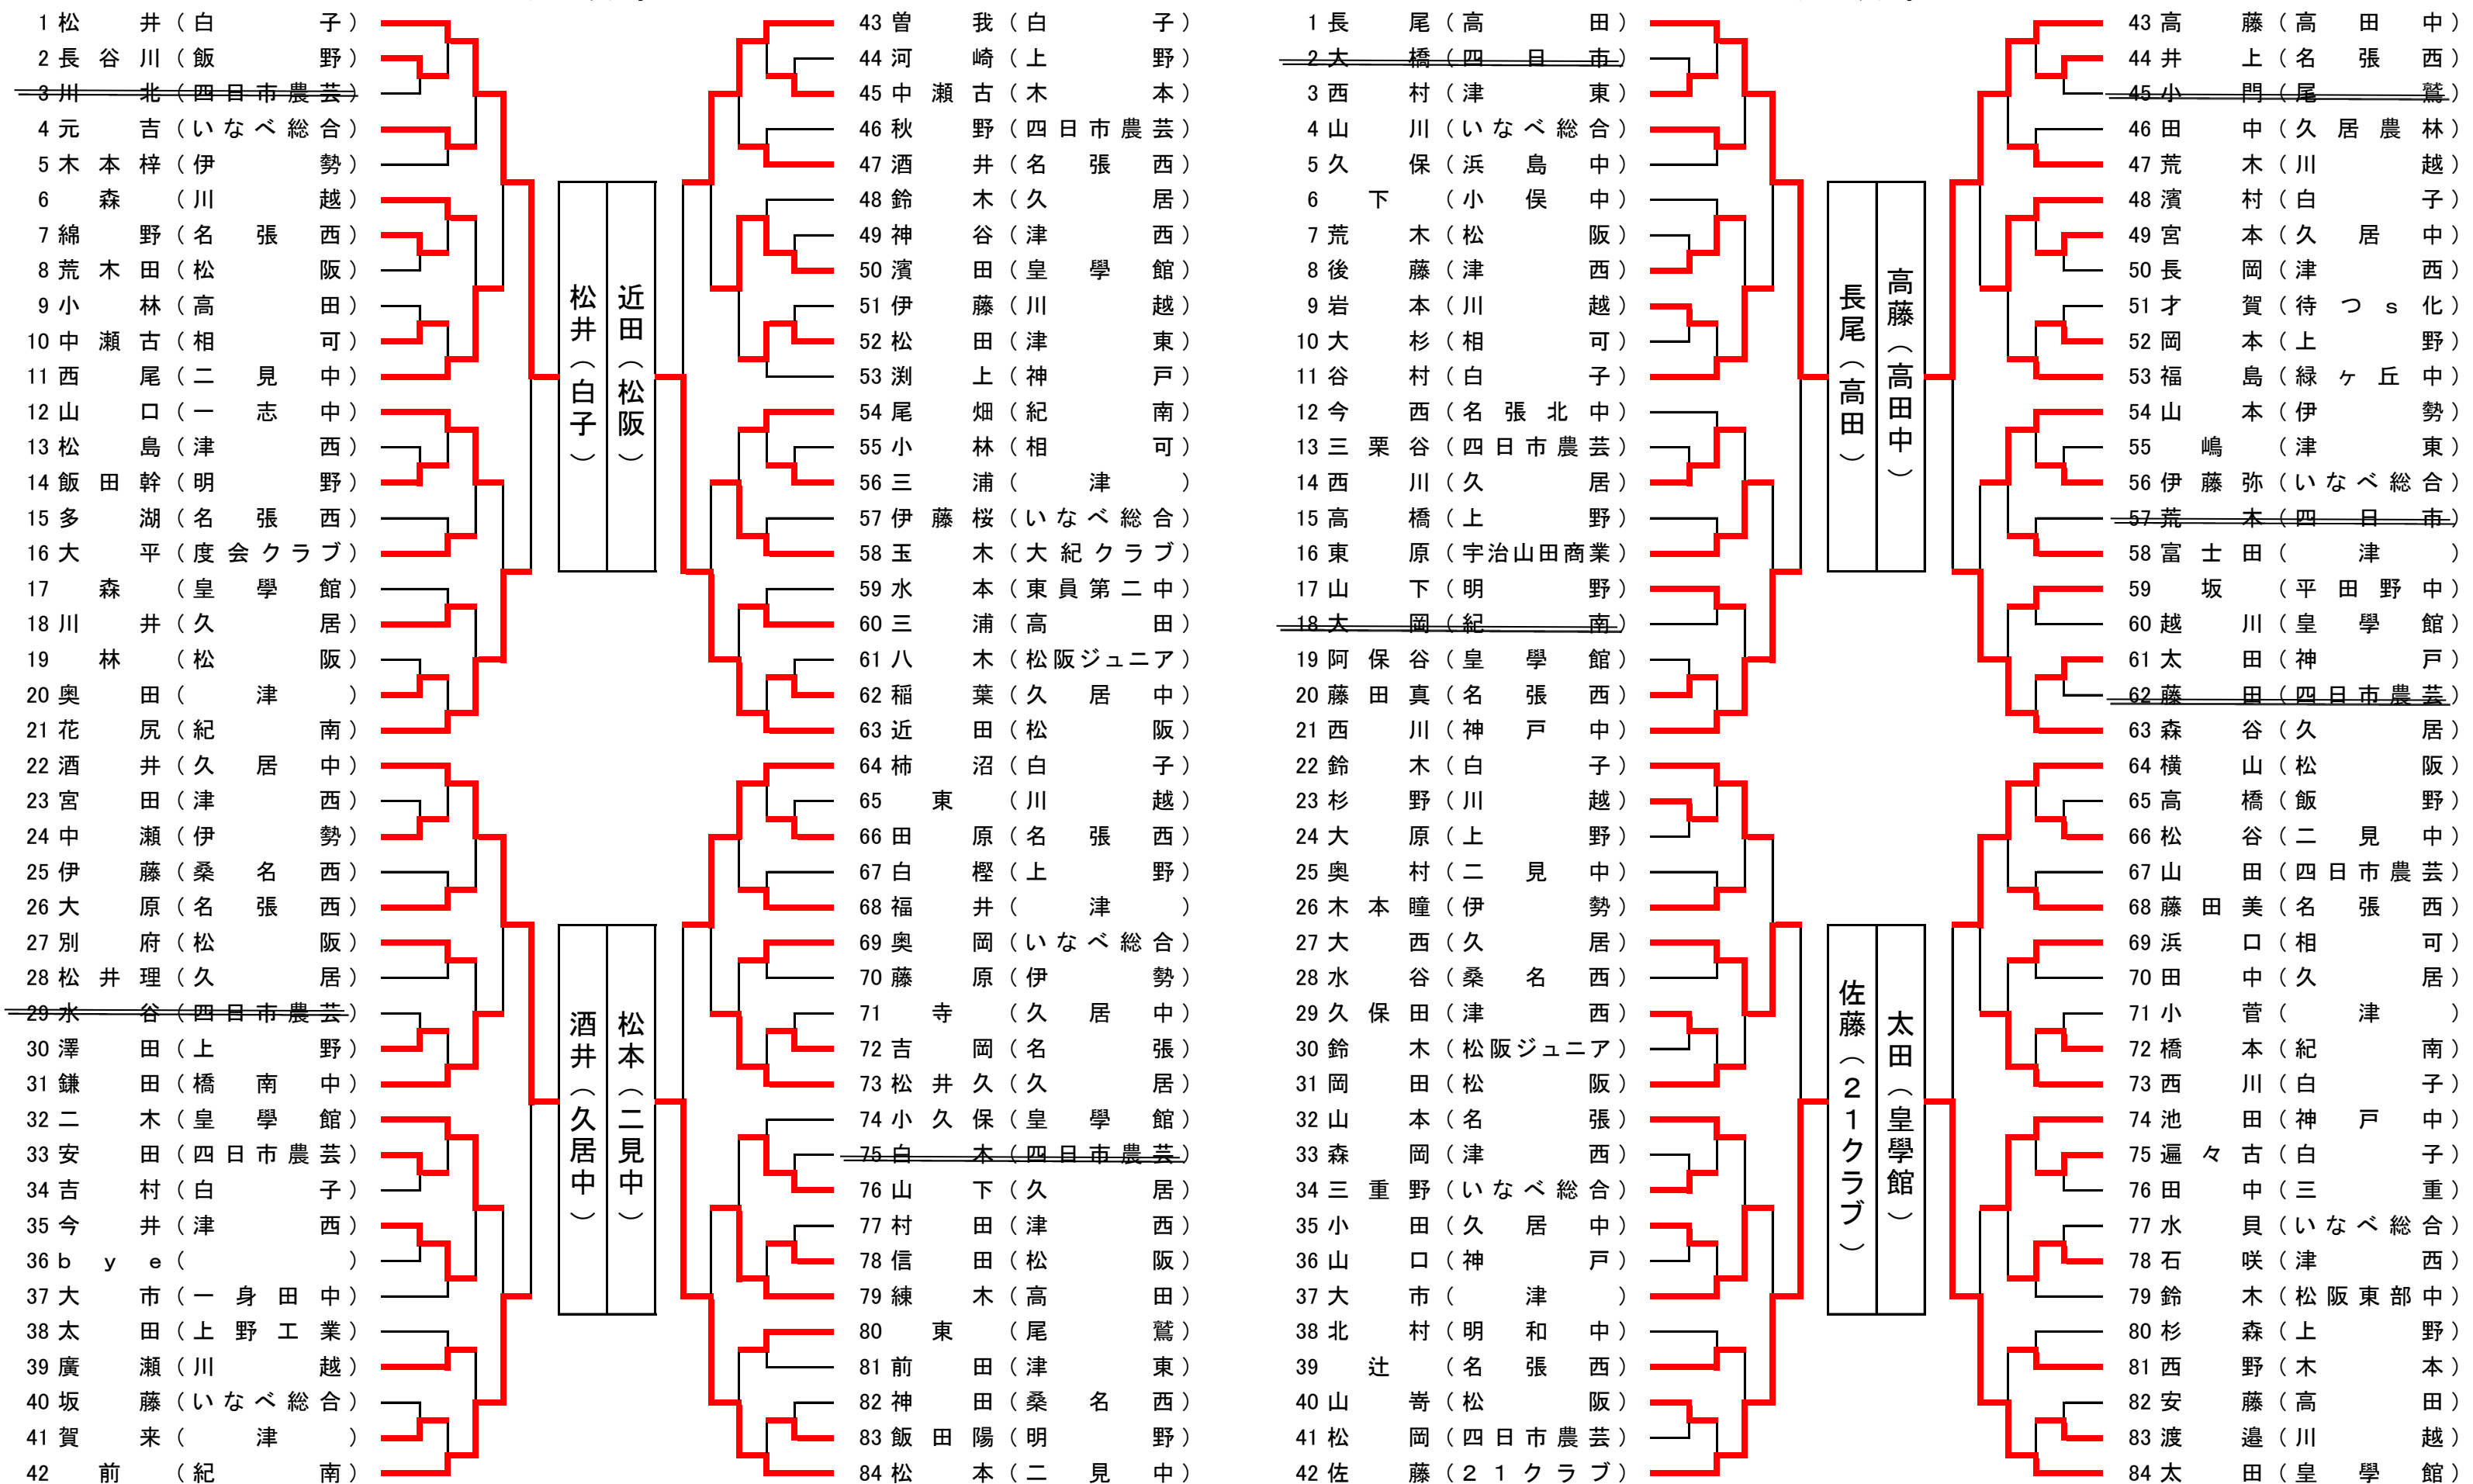 1 松井（白子）
2 長谷川（飯野）
3 川北（四日市農芸）
4 元吉（いなべ総合）
5 木本梓（伊勢）
6 森（川越）
7 綿野（名張西）
8 荒木田（松阪）
9 小林（高田）
10 中瀬古（相可）
11 西尾（二見中）
12 山口（一志中）
13 松島（津西）
14 飯田幹（明野）
15 多湖（名張西）
16 大平（度会クラブ）
17 森（皇學館）
18 川井（久居）
19 林（松阪）
20 奥田（津）
21 花尻（紀南）
22 酒井（久居中）
23 宮田（津西）
24 中瀬（伊勢）
25 伊藤（桑名西）
26 大原（名張西）
27 別府（松阪）
28 松井理（久居）
29 水谷（四日市農芸）
30 澤田（上野）
31 鎌田（橋南中）
32 二木（皇學館）
33 安田（四日市農芸）
34 吉村（白子）
35 今井（津西）
36 bye（）
37 大市（一身田中）
38 太田（上野工業）
39 廣瀬（川越）
40 坂藤（いなべ総合）
41 賀来（津）
42 前（紀南）
松井（白子）
近田（松阪）
酒井（久居中）
松本（二見中）
43 曽我（白子）
44 河崎（上野）
45 中瀬古（木本）
46 秋野（四日市農芸）
47 酒井（名張西）
48 鈴木（久居）
49 神谷（津西）
50 濱田（皇學館）
51 伊藤（川越）
52 松田（津東）
53 渕上（神戸）
54 尾畑（紀南）
55 小林（相可）
56 三浦（津）
57 伊藤桜（いなべ総合）
58 玉木（大紀クラブ）
59 水本（東員第二中）
60 三浦（高田）
61 八木（松阪ジュニア）
62 稲葉（久居中）
63 近田（松阪）
64 柿沼（白子）
65 東（川越）
66 田原（名張西）
67 白樫（上野）
68 福井（津）
69 奥岡（いなべ総合）
70 藤原（伊勢）
71 寺（久居中）
72 吉岡（名張）
73 松井久（久居）
74 小久保（皇學館）
75 白木（四日市農芸）
76 山下（久居）
77 村田（津西）
78 信田（松阪）
79 練木（高田）
80 東（尾鷲）
81 前田（津東）
82 神田（桑名西）
83 飯田陽（明野）
84 松本（二見中）
1 長尾（高田）
2 大橋（四日市）
3 西村（津東）
4 山川（いなべ総合）
5 久保（浜島中）
6 下（小俣中）
7 荒木（松阪）
8 後藤（津西）
9 岩本（川越）
10 大杉（相可）
11 谷村（白子）
12 今西（名張北中）
13 三栗谷（四日市農芸）
14 西川（久居）
15 高橋（上野）
16 東原（宇治山田商業）
17 山下（明野）
18 大岡（紀南）
19 阿保谷（皇學館）
20 藤田真（名張西）
21 西川（神戸中）
22 鈴木（白子）
23 杉野（川越）
24 大原（上野）
25 奥村（二見中）
26 木本瞳（伊勢）
27 大西（久居）
28 水谷（桑名西）
29 久保田（津西）
30 鈴木（松阪ジュニア）
31 岡田（松阪）
32 山本（名張）
33 森岡（津西）
34 三重野（いなべ総合）
35 小田（久居中）
36 山口（神戸）
37 大市（津）
38 北村（明和中）
39 辻（名張西）
40 山嵜（松阪）
41 松岡（四日市農芸）
42 佐藤（２１クラブ）
長尾（高田）
高藤（高田中）
佐藤（２１クラブ）
太田（皇學館）
43 高藤（高田中）
44 井上（名張西）
45 小門（尾鷲）
46 田中（久居農林）
47 荒木（川越）
48 濱村（白子）
49 宮本（久居中）
50 長岡（津西）
51 才賀（待つｓ化）
52 岡本（上野）
53 福島（緑ヶ丘中）
54 山本（伊勢）
55 嶋（津東）
56 伊藤弥（いなべ総合）
57 荒木（四日市）
58 富士田（津）
59 坂（平田野中）
60 越川（皇學館）
61 太田（神戸）
62 藤田（四日市農芸）
63 森谷（久居）
64 横山（松阪）
65 高橋（飯野）
66 松谷（二見中）
67 山田（四日市農芸）
68 藤田美（名張西）
69 浜口（相可）
70 田中（久居）
71 小菅（津）
72 橋本（紀南）
73 西川（白子）
74 池田（神戸中）
75 遍々古（白子）
76 田中（三重）
77 水貝（いなべ総合）
78 石咲（津西）
79 鈴木（松阪東部中）
80 杉森（上野）
81 西野（木本）
82 安藤（高田）
83 渡邉（川越）
84 太田（皇學館）